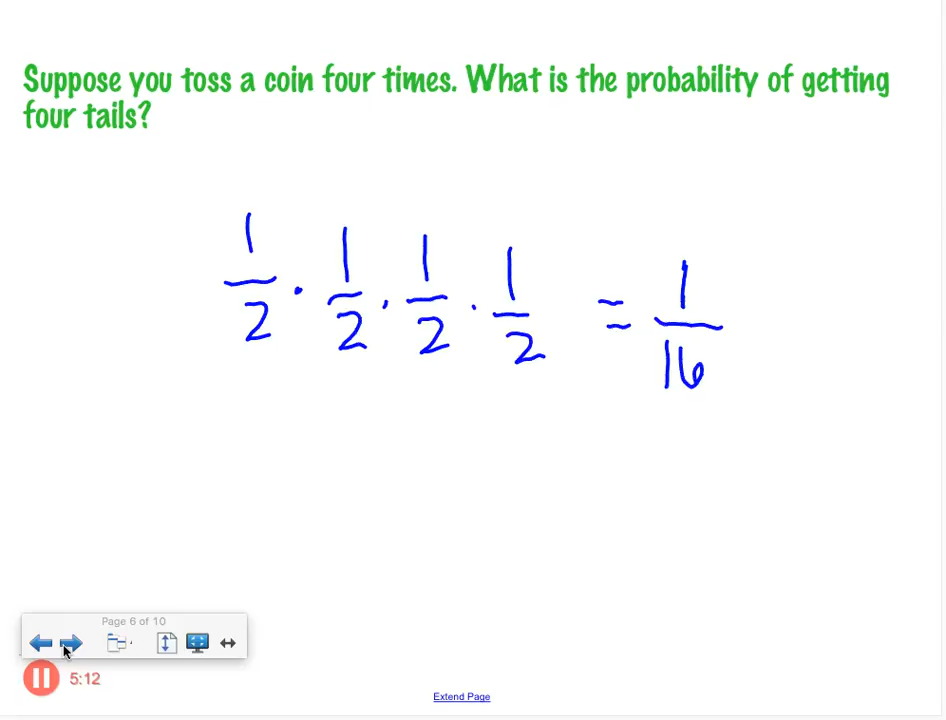 Suppose you toss a coin four times. What is the probability of getting
four tails?
1/2 · 1/2 · 1/2 · 1/2 = 1/16
Page 6 of 10
5:12
Extend Page